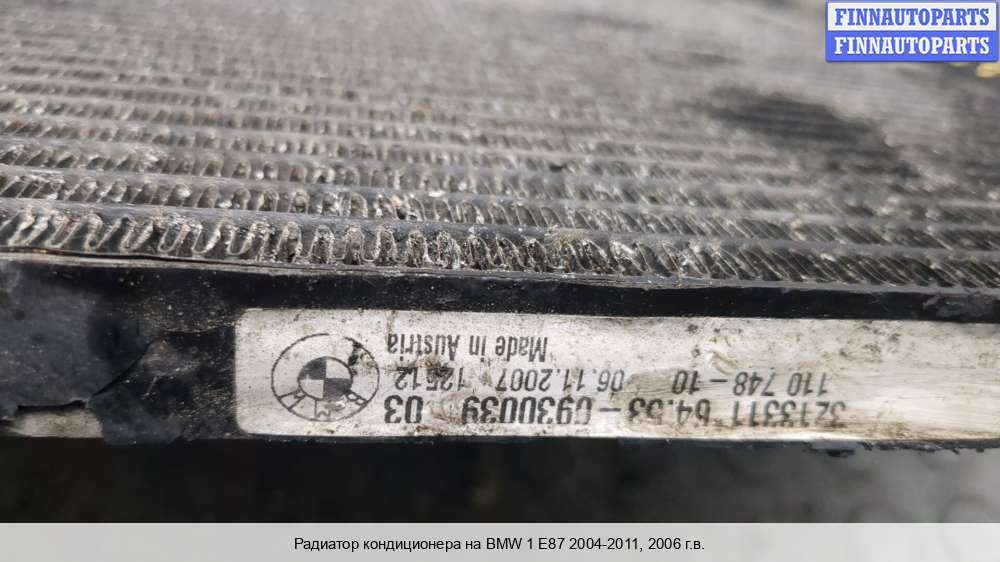 FINNAUTOPARTS
FINNAUTOPARTS
3213311 64.53-6930039 03
110 748-10 06.11.2007 12512
Made in Austria
Радиатор кондиционера на BMW 1 E87 2004-2011, 2006 г.в.